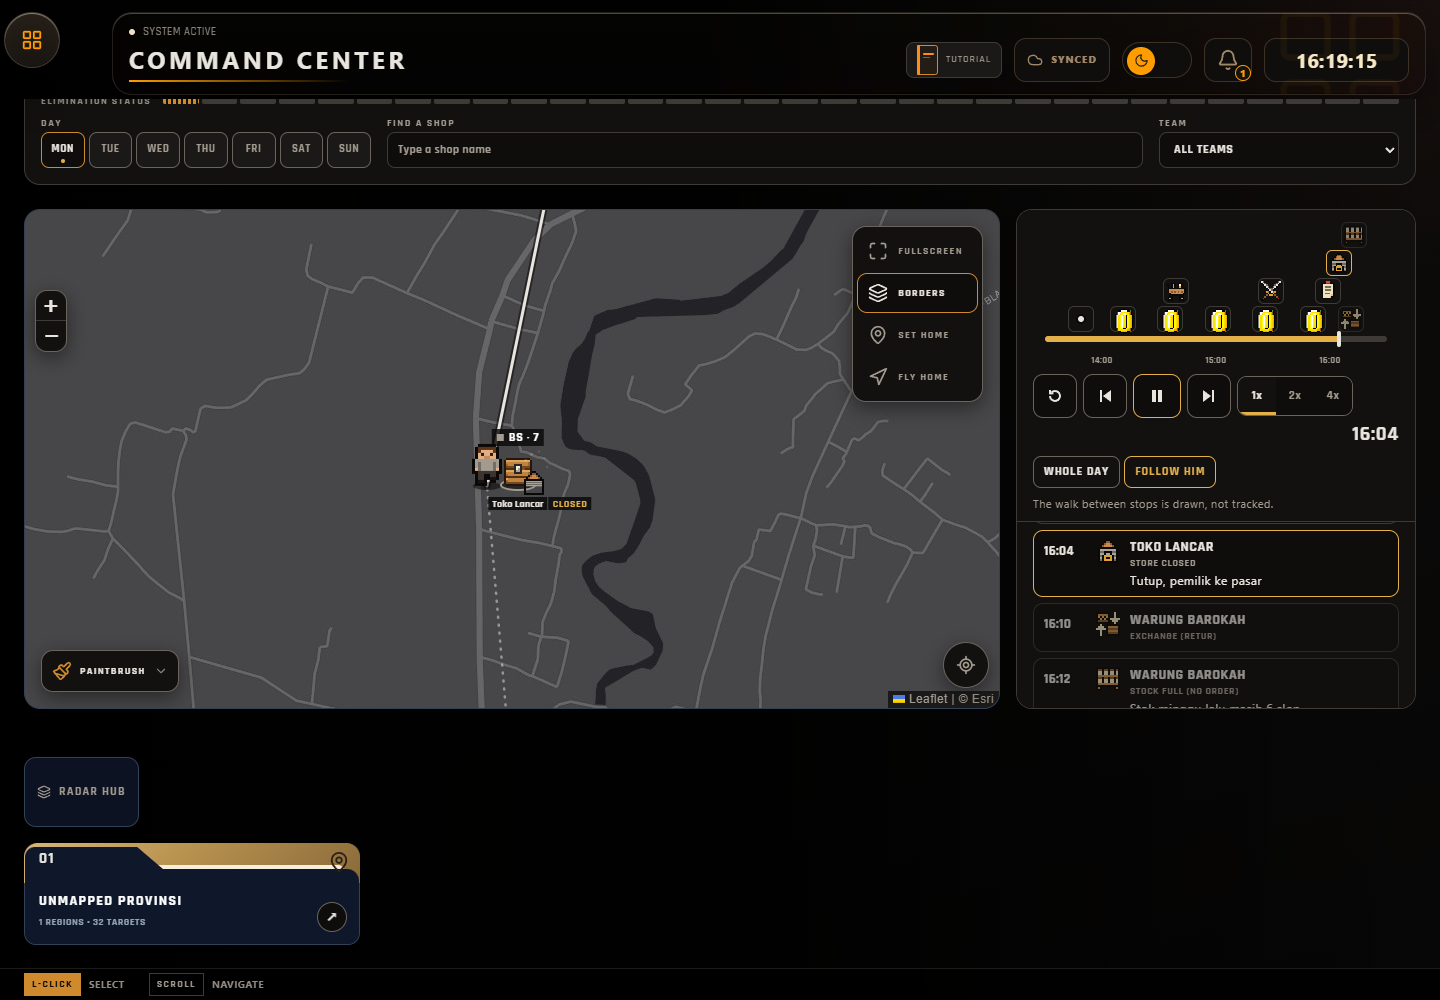 SYSTEM ACTIVE
COMMAND CENTER
TUTORIAL
SYNCED
1
16:19:15
ELIMINATION STATUS
DAY
FIND A SHOP
TEAM
MON
TUE
WED
THU
FRI
SAT
SUN
Type a shop name
ALL TEAMS
+
−
FULLSCREEN
BORDERS
SET HOME
FLY HOME
BLA
BS · 7
Toko Lancar CLOSED
PAINTBRUSH
Leaflet | © Esri
14:00
15:00
16:00
1x
2x
4x
16:04
WHOLE DAY
FOLLOW HIM
The walk between stops is drawn, not tracked.
16:04
TOKO LANCAR
STORE CLOSED
Tutup, pemilik ke pasar
16:10
WARUNG BAROKAH
EXCHANGE (RETUR)
16:12
WARUNG BAROKAH
STOCK FULL (NO ORDER)
RADAR HUB
01
UNMAPPED PROVINSI
1 REGIONS • 32 TARGETS
L-CLICK
SELECT
SCROLL
NAVIGATE